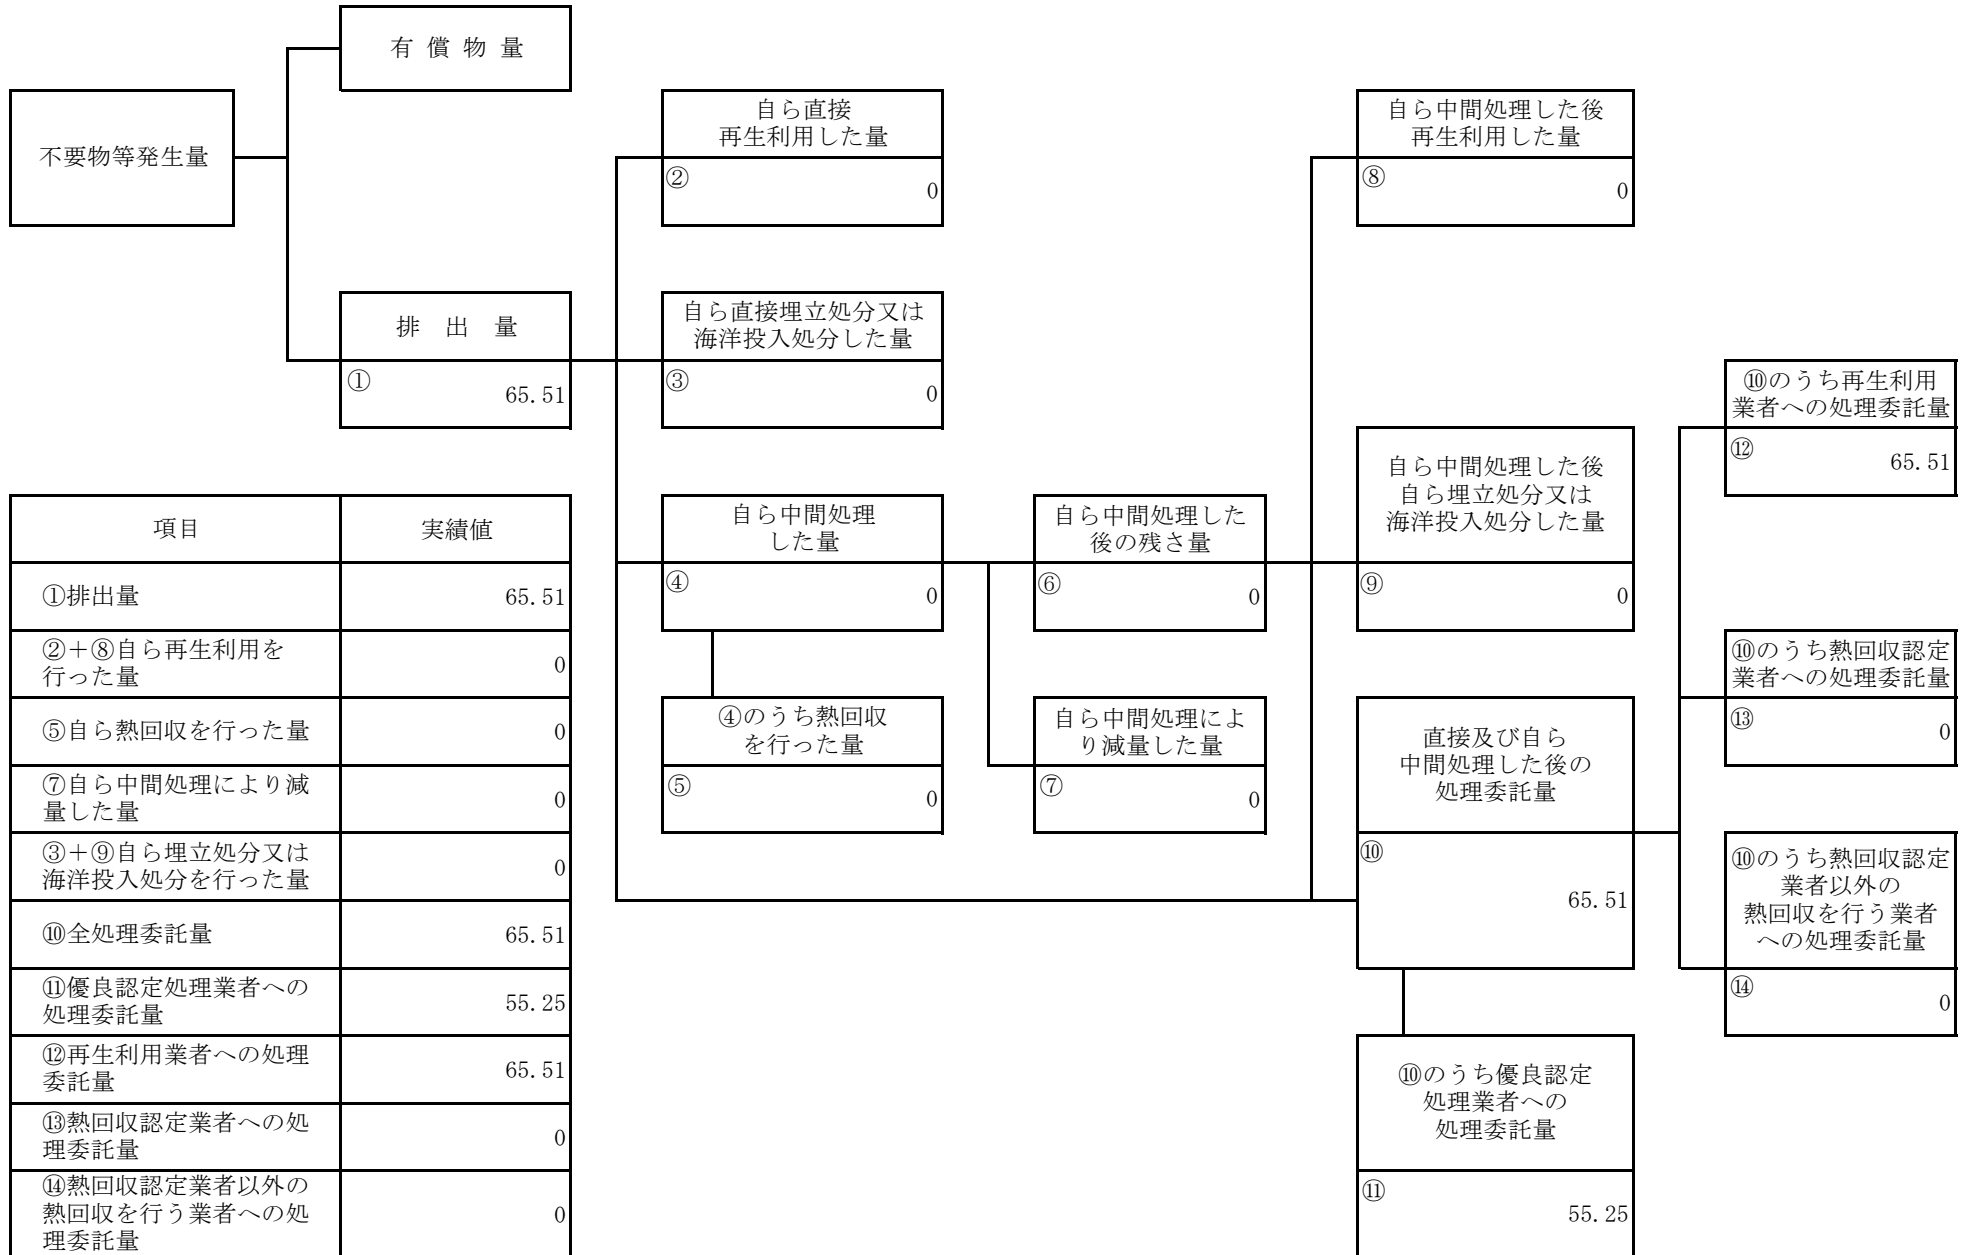 有 償 物 量
不要物等発生量
自ら直接
再生利用した量
②
0
自ら中間処理した後
再生利用した量
⑧
0
排 出 量
①
65.51
自ら直接埋立処分又は
海洋投入処分した量
③
0
⑩のうち再生利用
業者への処理委託量
⑫
65.51
自ら中間処理
した量
④
0
自ら中間処理した
後の残さ量
⑥
0
自ら中間処理した後
自ら埋立処分又は
海洋投入処分した量
⑨
0
⑩のうち熱回収認定
業者への処理委託量
⑬
0
④のうち熱回収
を行った量
⑤
0
自ら中間処理によ
り減量した量
⑦
0
直接及び自ら
中間処理した後の
処理委託量
⑩
65.51
⑩のうち熱回収認定
業者以外の
熱回収を行う業者
への処理委託量
⑭
0
⑩のうち優良認定
処理業者への
処理委託量
⑪
55.25
項目 実績値
①排出量 65.51
②+⑧自ら再生利用を
行った量
0
⑤自ら熱回収を行った量 0
⑦自ら中間処理により減
量した量
0
③+⑨自ら埋立処分又は
海洋投入処分を行った量
0
⑩全処理委託量 65.51
⑪優良認定処理業者への
処理委託量
55.25
⑫再生利用業者への処理
委託量
65.51
⑬熱回収認定業者への処
理委託量
0
⑭熱回収認定業者以外の
熱回収を行う業者への処
理委託量
0